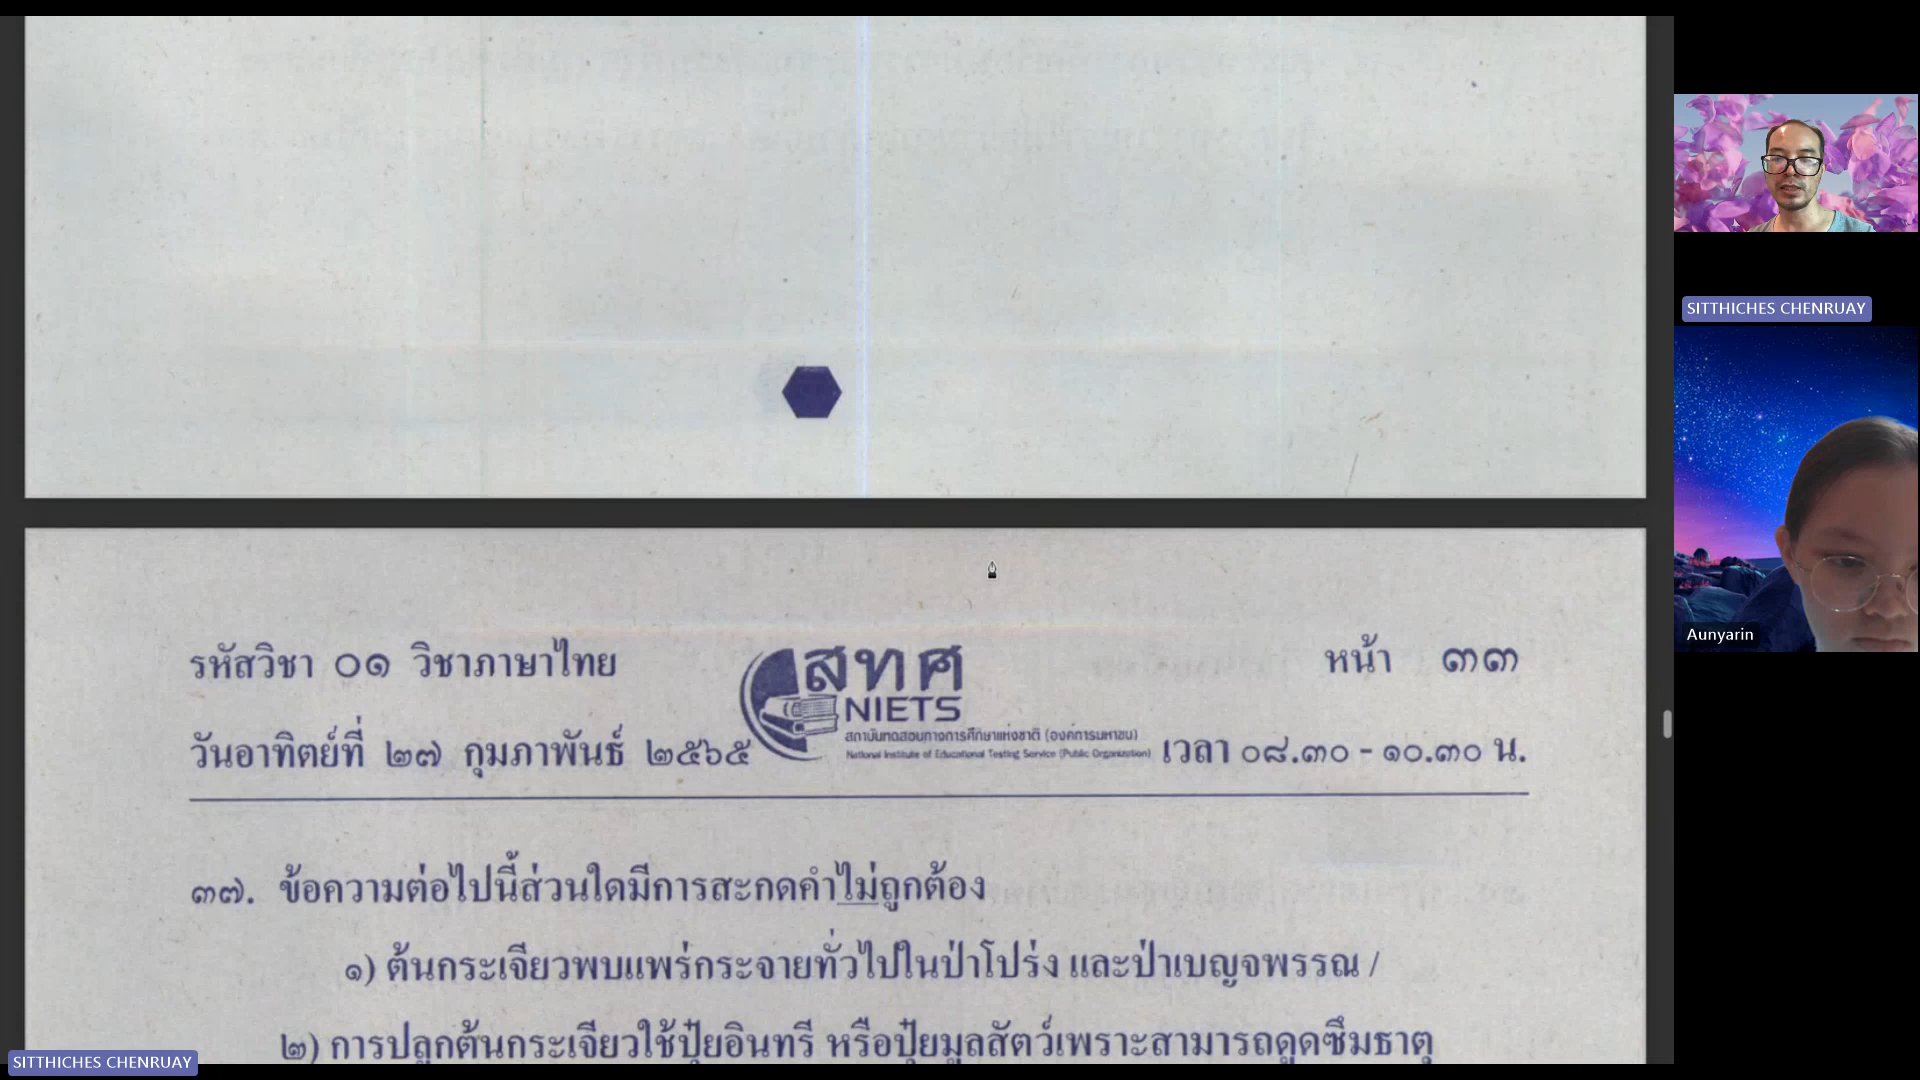 รหัสวิชา ๐๑ วิชาภาษาไทย
สทศ
NIETS
สถาบันทดสอบทางการศึกษาแห่งชาติ (องค์การมหาชน)
National Institute of Educational Testing Service (Public Organization)
หน้า ๓๓
วันอาทิตย์ที่ ๒๗ กุมภาพันธ์ ๒๕๖๕
เวลา ๐๘.๓๐ - ๑๐.๓๐ น.
๓๗. ข้อความต่อไปนี้ส่วนใดมีการสะกดคำไม่ถูกต้อง
๑) ต้นกระเจียวพบแพร่กระจายทั่วไปในป่าโปร่ง และป่าเบญจพรรณ /
๒) การปลูกต้นกระเจียวใช้ปุ๋ยอินทรี หรือปุ๋ยมูลสัตว์เพราะสามารถดูดซึมธาตุ
SITTHICHES CHENRUAY
SITTHICHES CHENRUAY
Aunyarin